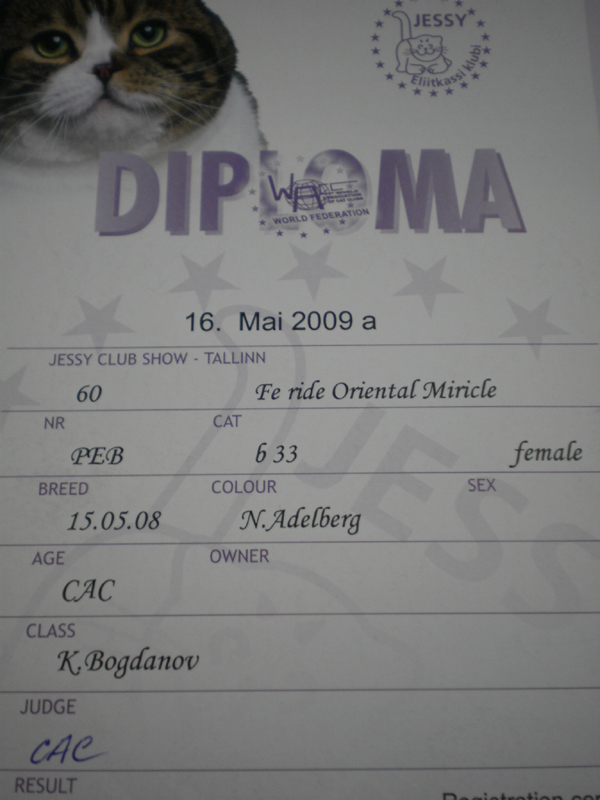 JESSY
Eliitkassi klubi
DIPLOMA
WORLD FEDERATION
16. Mai 2009 a
JESSY CLUB SHOW - TALLINN
60 Fe ride Oriental Miricle
NR CAT
PEB b 33 female
BREED COLOUR SEX
15.05.08 N.Adelberg
AGE OWNER
CAC
CLASS
K.Bogdanov
JUDGE
CAC
RESULT
JESS